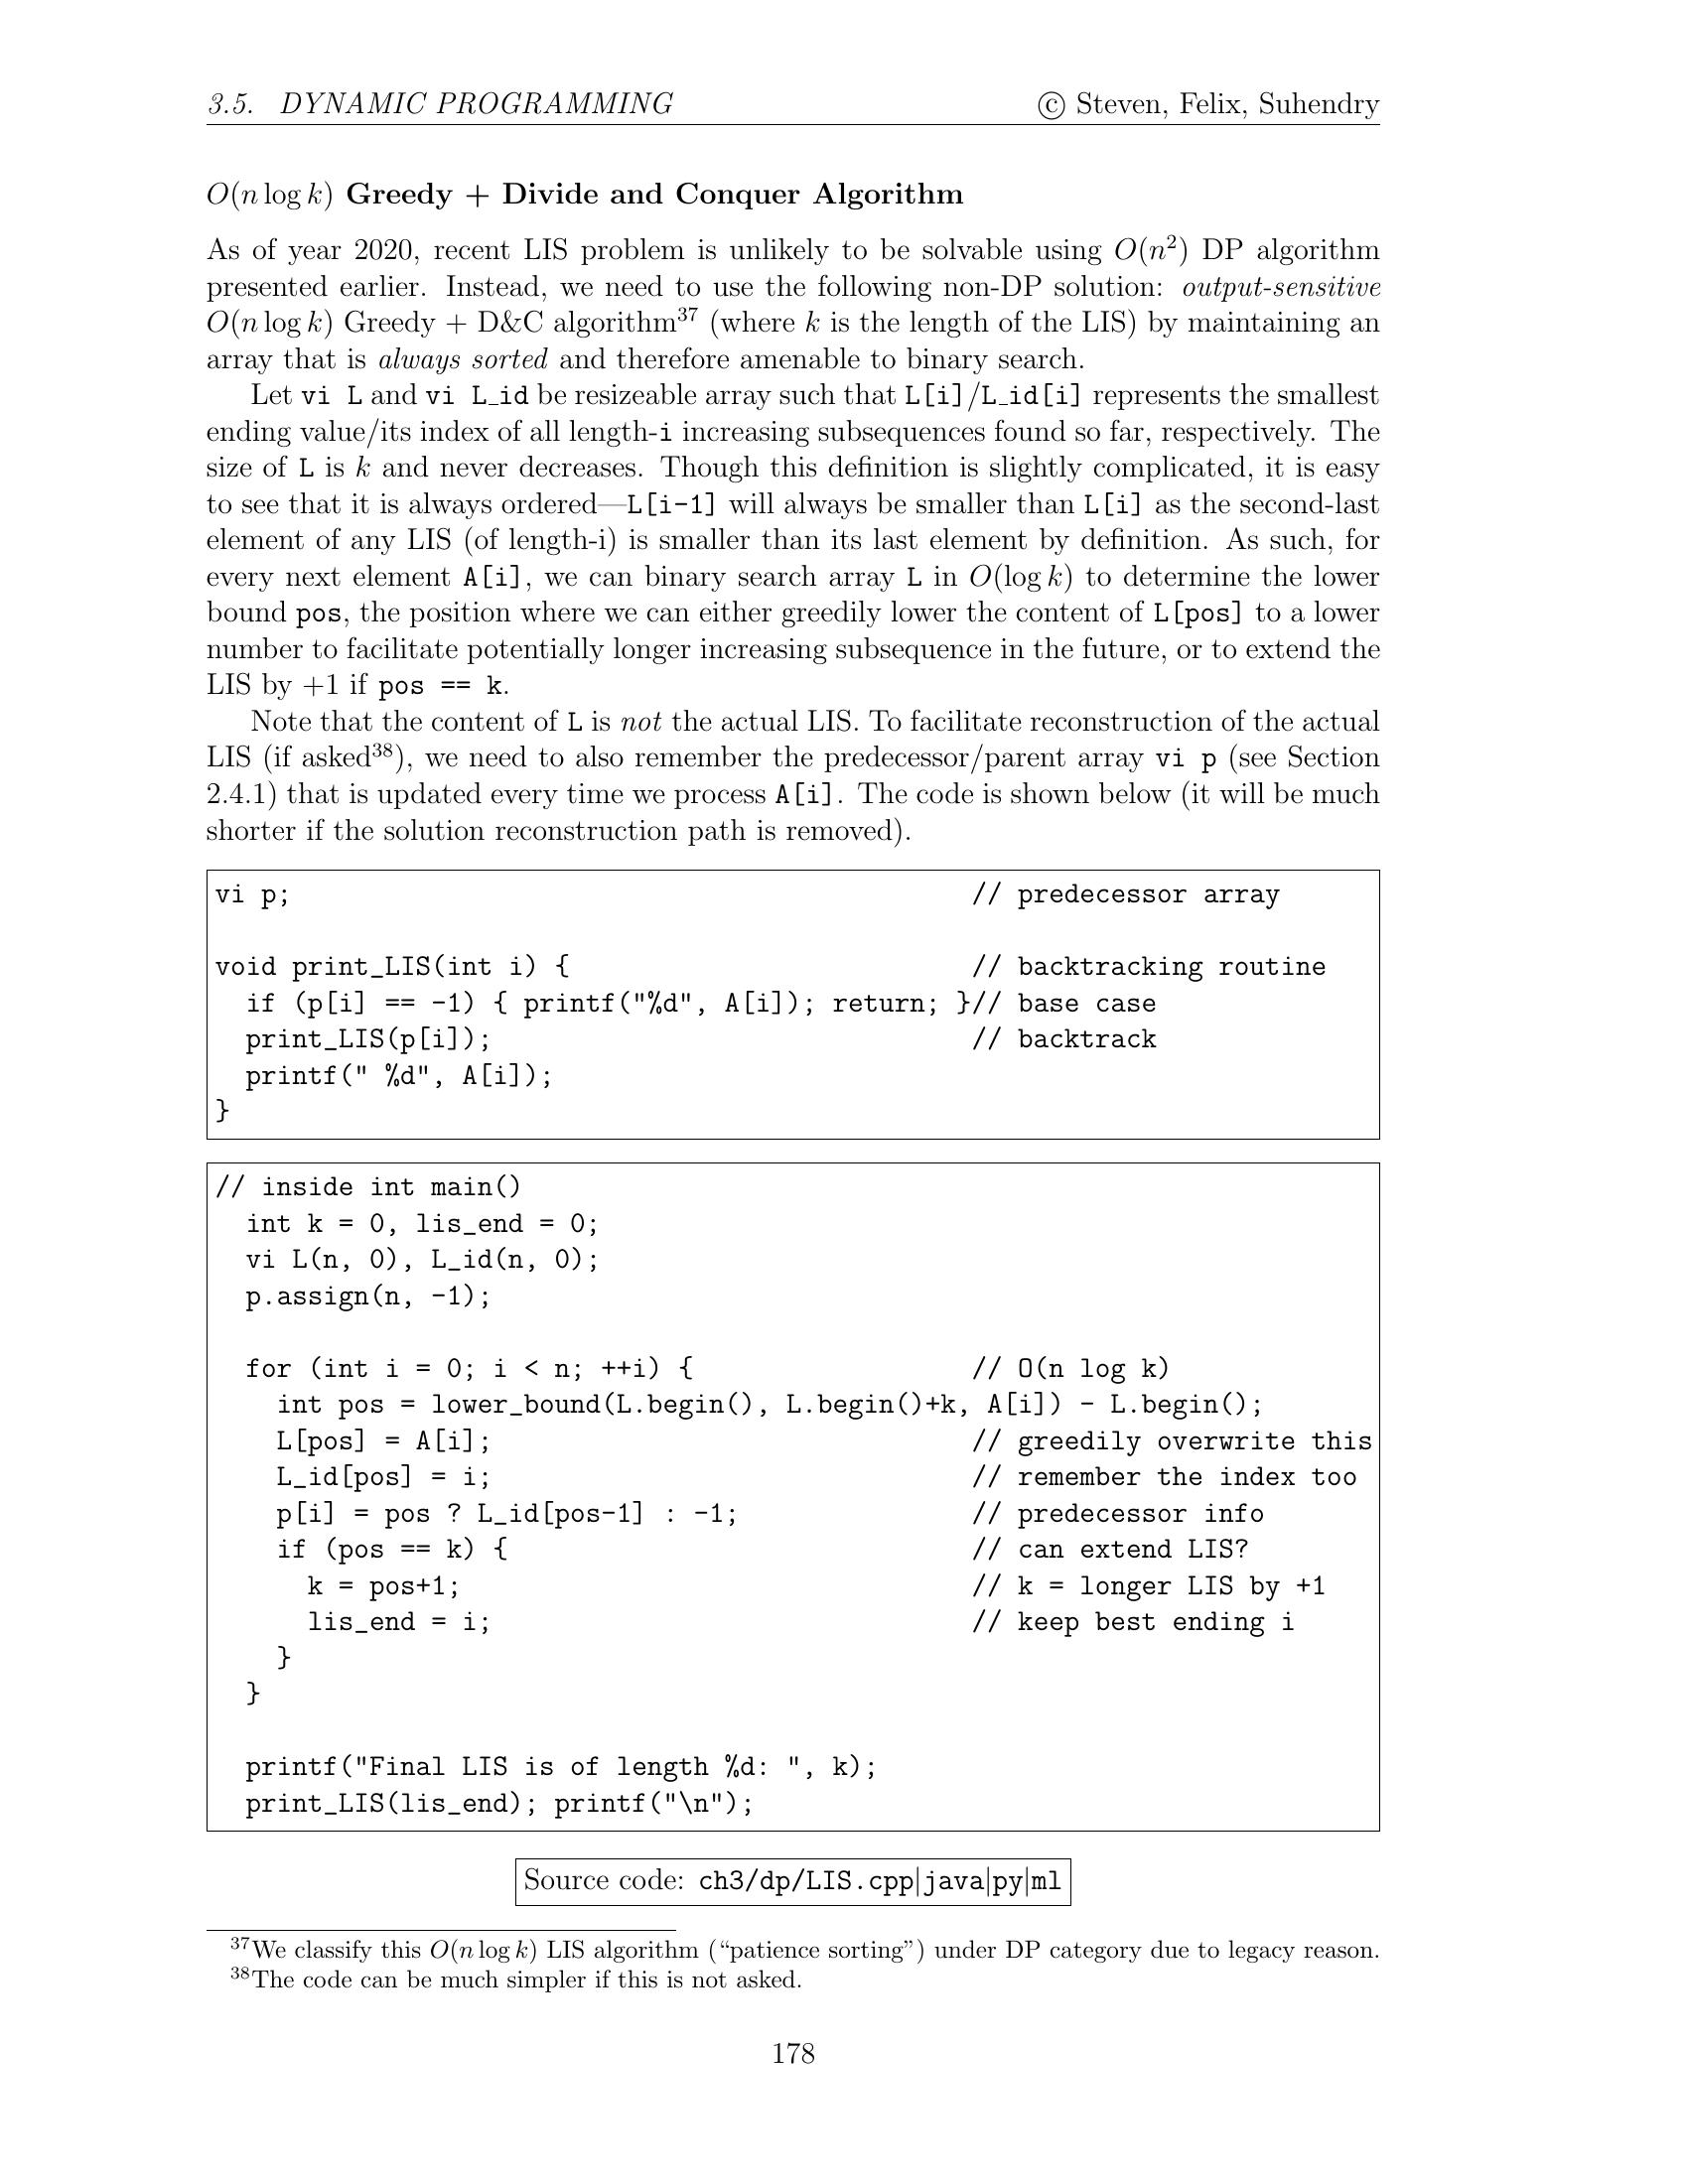 3.5. DYNAMIC PROGRAMMING © Steven, Felix, Suhendry
O(n log k) Greedy + Divide and Conquer Algorithm
As of year 2020, recent LIS problem is unlikely to be solvable using O(n²) DP algorithm
presented earlier. Instead, we need to use the following non-DP solution: output-sensitive
O(n log k) Greedy + D&C algorithm³⁷ (where k is the length of the LIS) by maintaining an
array that is always sorted and therefore amenable to binary search.
Let vi L and vi L_id be resizeable array such that L[i]/L_id[i] represents the smallest
ending value/its index of all length-i increasing subsequences found so far, respectively. The
size of L is k and never decreases. Though this definition is slightly complicated, it is easy
to see that it is always ordered—L[i-1] will always be smaller than L[i] as the second-last
element of any LIS (of length-i) is smaller than its last element by definition. As such, for
every next element A[i], we can binary search array L in O(log k) to determine the lower
bound pos, the position where we can either greedily lower the content of L[pos] to a lower
number to facilitate potentially longer increasing subsequence in the future, or to extend the
LIS by +1 if pos == k.
Note that the content of L is not the actual LIS. To facilitate reconstruction of the actual
LIS (if asked³⁸), we need to also remember the predecessor/parent array vi p (see Section
2.4.1) that is updated every time we process A[i]. The code is shown below (it will be much
shorter if the solution reconstruction path is removed).
vi p; // predecessor array
void print_LIS(int i) { // backtracking routine
if (p[i] == -1) { printf("%d", A[i]); return; }// base case
print_LIS(p[i]); // backtrack
printf(" %d", A[i]);
}
// inside int main()
int k = 0, lis_end = 0;
vi L(n, 0), L_id(n, 0);
p.assign(n, -1);
for (int i = 0; i < n; ++i) { // O(n log k)
int pos = lower_bound(L.begin(), L.begin()+k, A[i]) - L.begin();
L[pos] = A[i]; // greedily overwrite this
L_id[pos] = i; // remember the index too
p[i] = pos ? L_id[pos-1] : -1; // predecessor info
if (pos == k) { // can extend LIS?
k = pos+1; // k = longer LIS by +1
lis_end = i; // keep best ending i
}
}
printf("Final LIS is of length %d: ", k);
print_LIS(lis_end); printf("\n");
Source code: ch3/dp/LIS.cpp|java|py|ml
³⁷We classify this O(n log k) LIS algorithm (“patience sorting”) under DP category due to legacy reason.
³⁸The code can be much simpler if this is not asked.
178